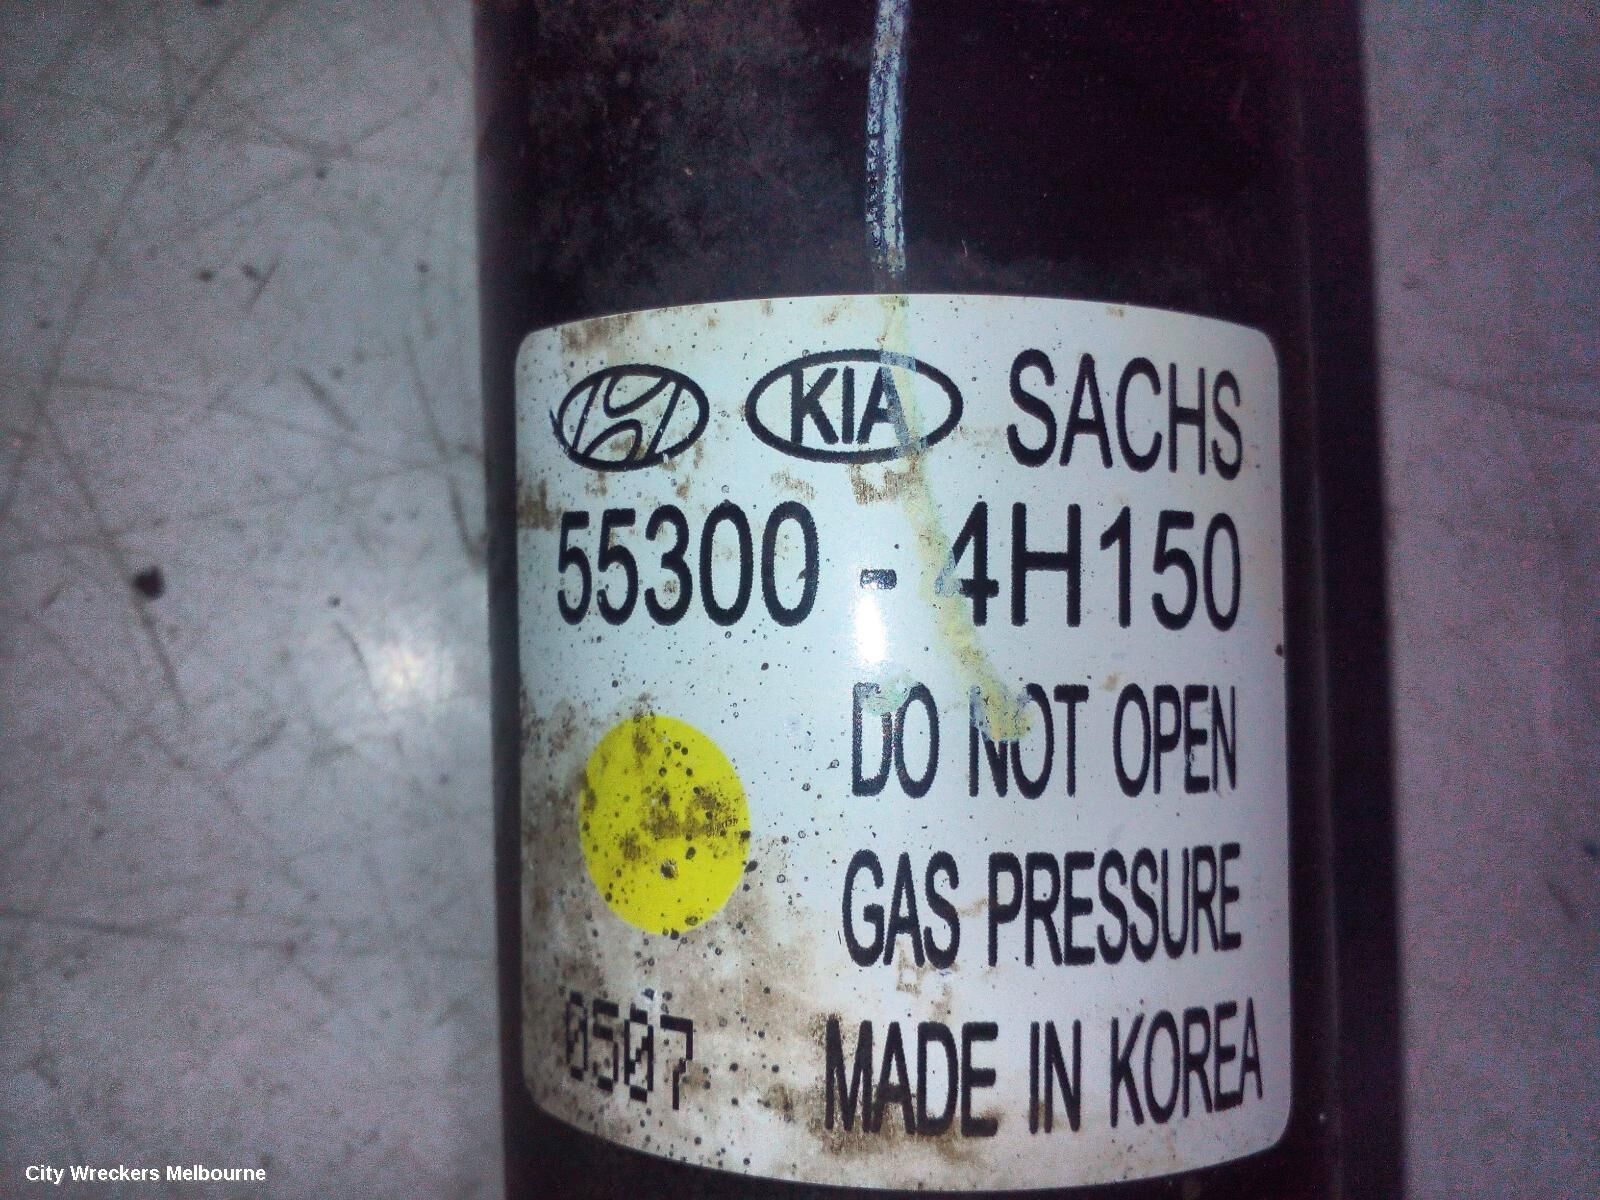 KIA SACHS
55300 - 4H150
DO NOT OPEN
GAS PRESSURE
0507 MADE IN KOREA
City Wreckers Melbourne